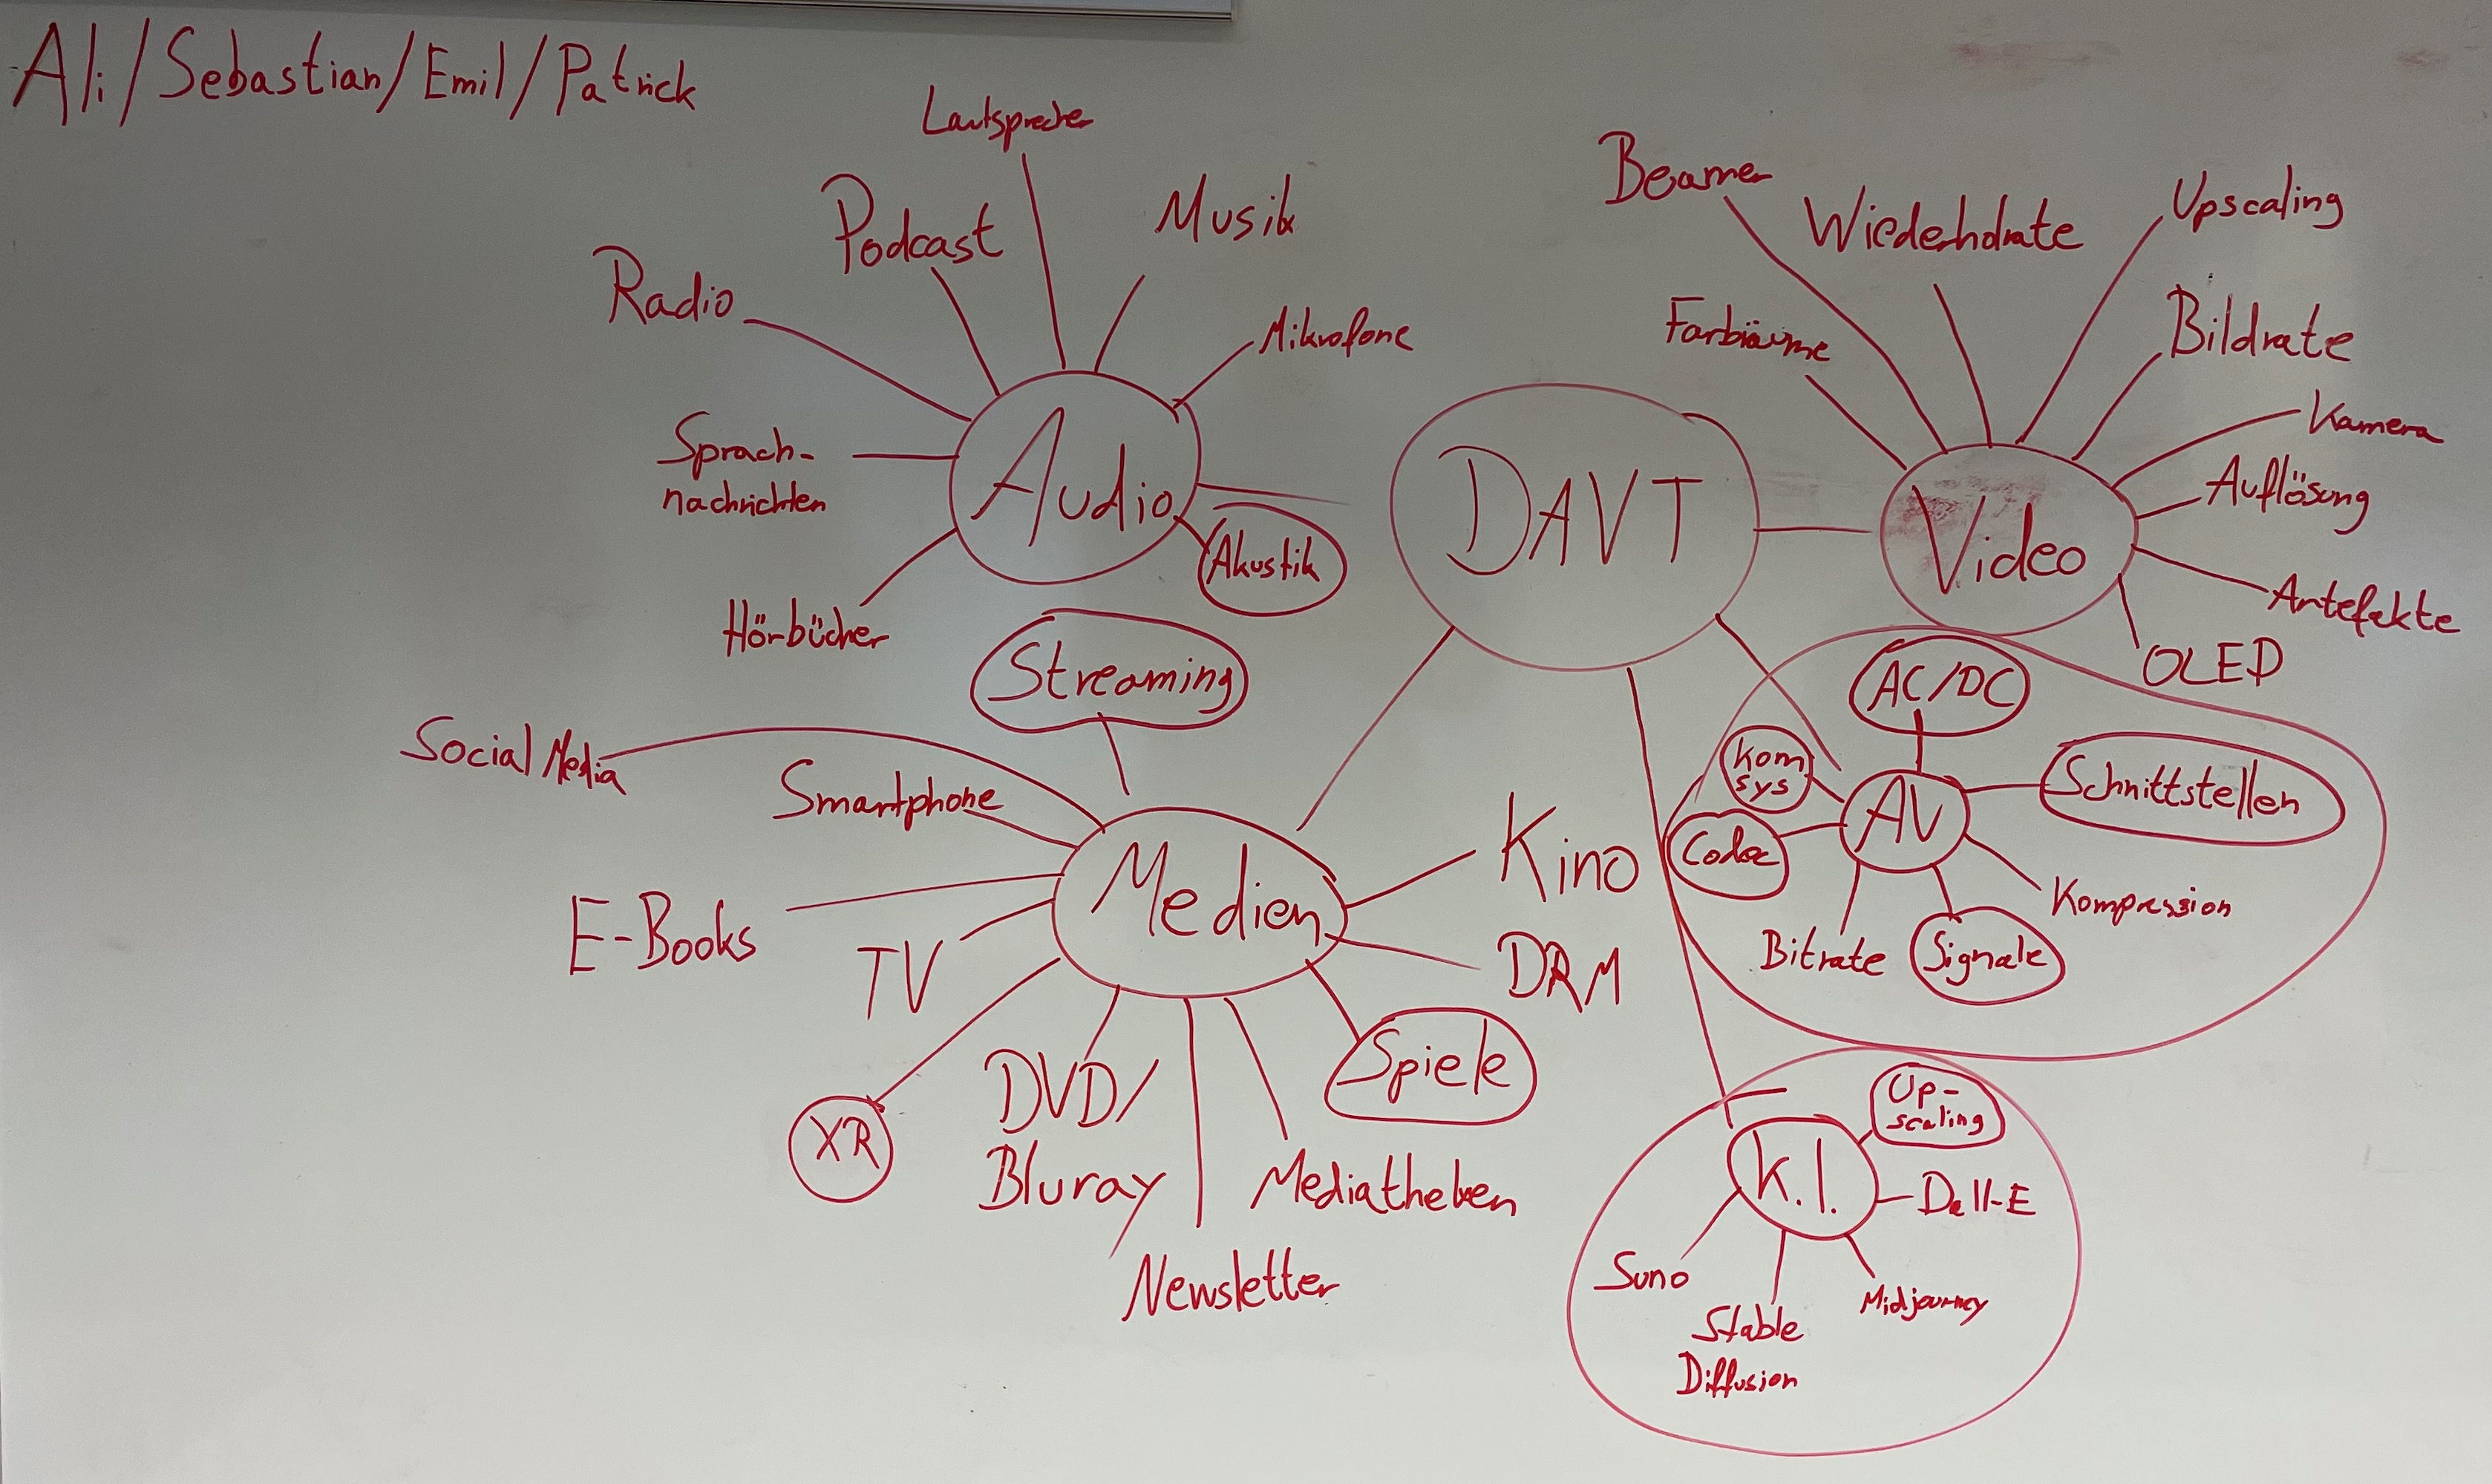 Ali/Sebastian/Emil/Patrick
Lautsprecher
Podcast
Musik
Radio
Mikrofone
Sprach-
nachrichten
Audio
Akustik
Hörbücher
DAVT
Beamer
Wiederholrate
Upscaling
Farbräume
Bildrate
Kamera
Auflösung
Video
Artefakte
OLED
Streaming
Social Media
Smartphone
E-Books
TV
Medien
Kino
DRM
Spiele
XR
DVD/
Bluray
Mediatheken
Newsletter
AC/DC
Kom
sys
AV
Schnittstellen
Codec
Kompression
Bitrate
Signale
Up-
scaling
K.I.
Dall-E
Suno
Midjourney
Stable
Diffusion